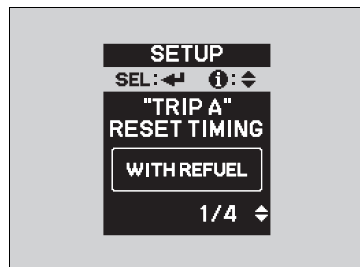 SETUP
SEL:↵ i:◆
"TRIP A"
RESET TIMING
WITH REFUEL
1/4